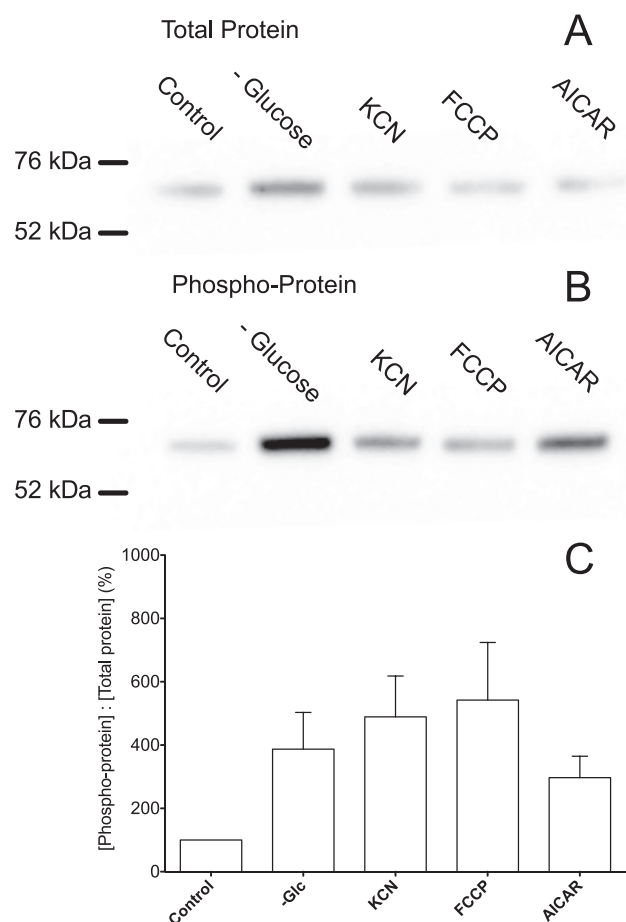 Total Protein
A
Control
- Glucose
KCN
FCCP
AICAR
76 kDa
52 kDa
Phospho-Protein
B
Control
- Glucose
KCN
FCCP
AICAR
76 kDa
52 kDa
C
[Phospho-protein] : [Total protein] (%)
1000
800
600
400
200
0
Control
-Glc
KCN
FCCP
AICAR